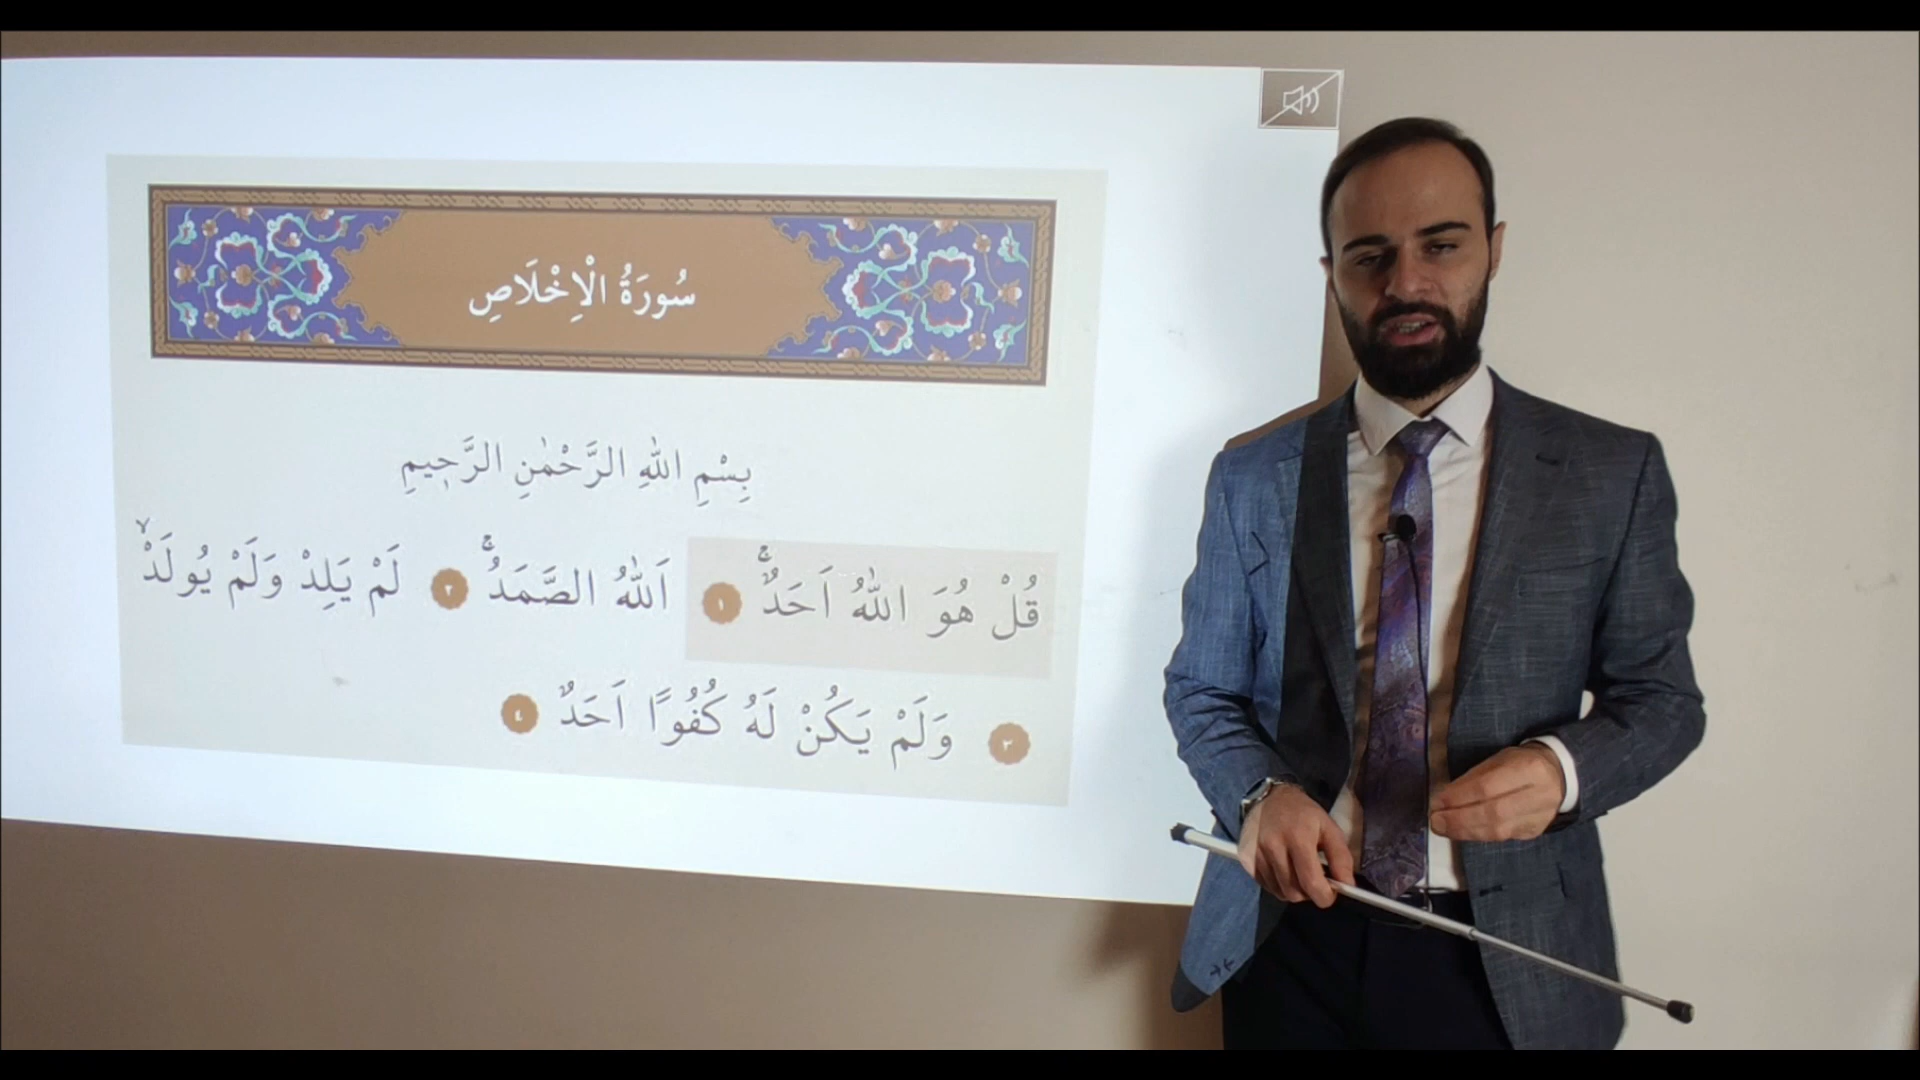 سُورَةُ الْاِخْلَاصِ
بِسْمِ اللّٰهِ الرَّحْمٰنِ الرَّحٖيمِ
قُلْ هُوَ اللّٰهُ اَحَدٌۚ ١ اَللّٰهُ الصَّمَدُۚ ٢ لَمْ يَلِدْ وَلَمْ يُولَدْۙ
٣ وَلَمْ يَكُنْ لَهُ كُفُوًا اَحَدٌ ٤